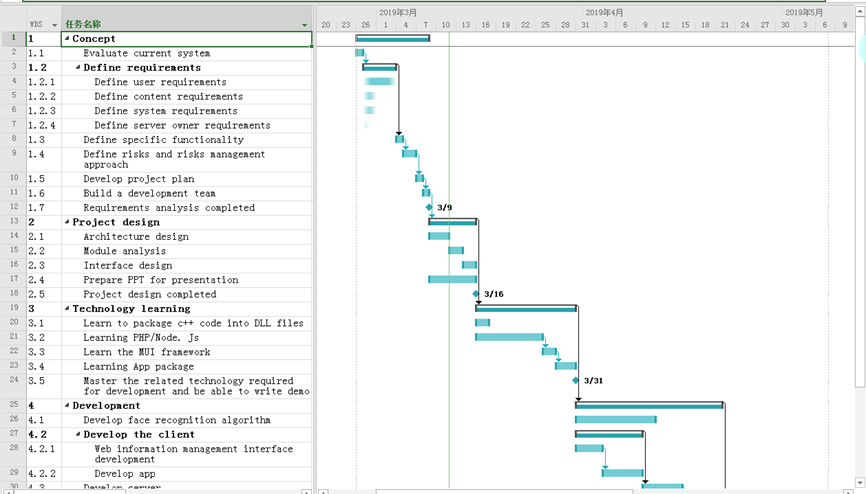 2019年3月 2019年4月 2019年5月
WBS 任务名称 20 23 26 1 4 7 10 13 16 19 22 25 28 31 3 6 9 12 15 18 21 24 27 30 3 6 9
1 1 Concept
2 1.1 Evaluate current system
3 1.2 Define requirements
4 1.2.1 Define user requirements
5 1.2.2 Define content requirements
6 1.2.3 Define system requirements
7 1.2.4 Define server owner requirements
8 1.3 Define specific functionality
9 1.4 Define risks and risks management
approach
10 1.5 Develop project plan
11 1.6 Build a development team
12 1.7 Requirements analysis completed 3/9
13 2 Project design
14 2.1 Architecture design
15 2.2 Module analysis
16 2.3 Interface design
17 2.4 Prepare PPT for presentation
18 2.5 Project design completed 3/16
19 3 Technology learning
20 3.1 Learn to package c++ code into DLL files
21 3.2 Learning PHP/Node. Js
22 3.3 Learn the MUI framework
23 3.4 Learning App package
24 3.5 Master the related technology required 3/31
for development and be able to write demo
25 4 Development
26 4.1 Develop face recognition algorithm
27 4.2 Develop the client
28 4.2.1 Web information management interface
development
29 4.2.2 Develop app
30 4.3 Develop server